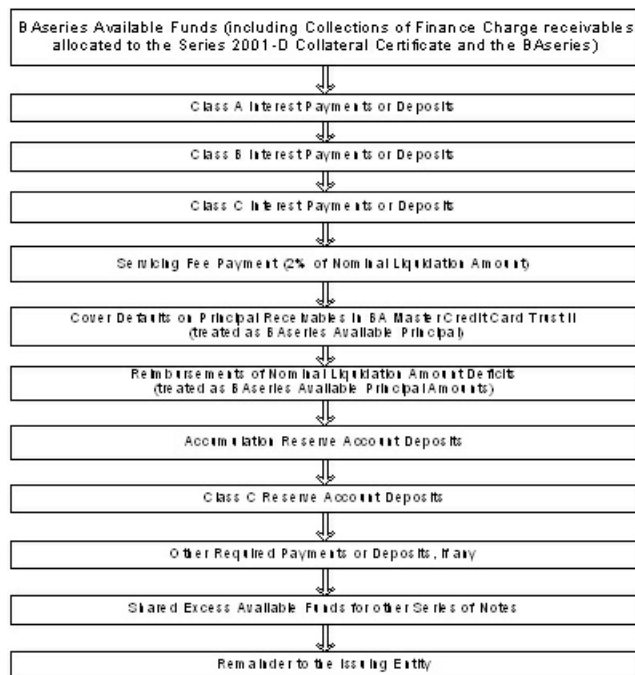 BAseries Available Funds (including Collections of Finance Charge receivables
allocated to the Series 2001-D Collateral Certificate and the BAseries)
Class A Interest Payments or Deposits
Class B Interest Payments or Deposits
Class C Interest Payments or Deposits
Servicing Fee Payment (2% of Nominal Liquidation Amount)
Cover Defaults on Principal Receivables in BA Master Credit Card Trust II
(treated as BAseries Available Principal)
Reimbursements of Nominal Liquidation Amount Deficits
(treated as BAseries Available Principal Amounts)
Accumulation Reserve Account Deposits
Class C Reserve Account Deposits
Other Required Payments or Deposits, if any
Shared Excess Available Funds for other Series of Notes
Remainder to the Issuing Entity